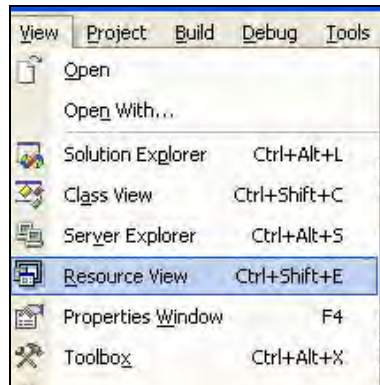 View Project Build Debug Tools
Open
Open With...
Solution Explorer Ctrl+Alt+L
Class View Ctrl+Shift+C
Server Explorer Ctrl+Alt+S
Resource View Ctrl+Shift+E
Properties Window F4
Toolbox Ctrl+Alt+X